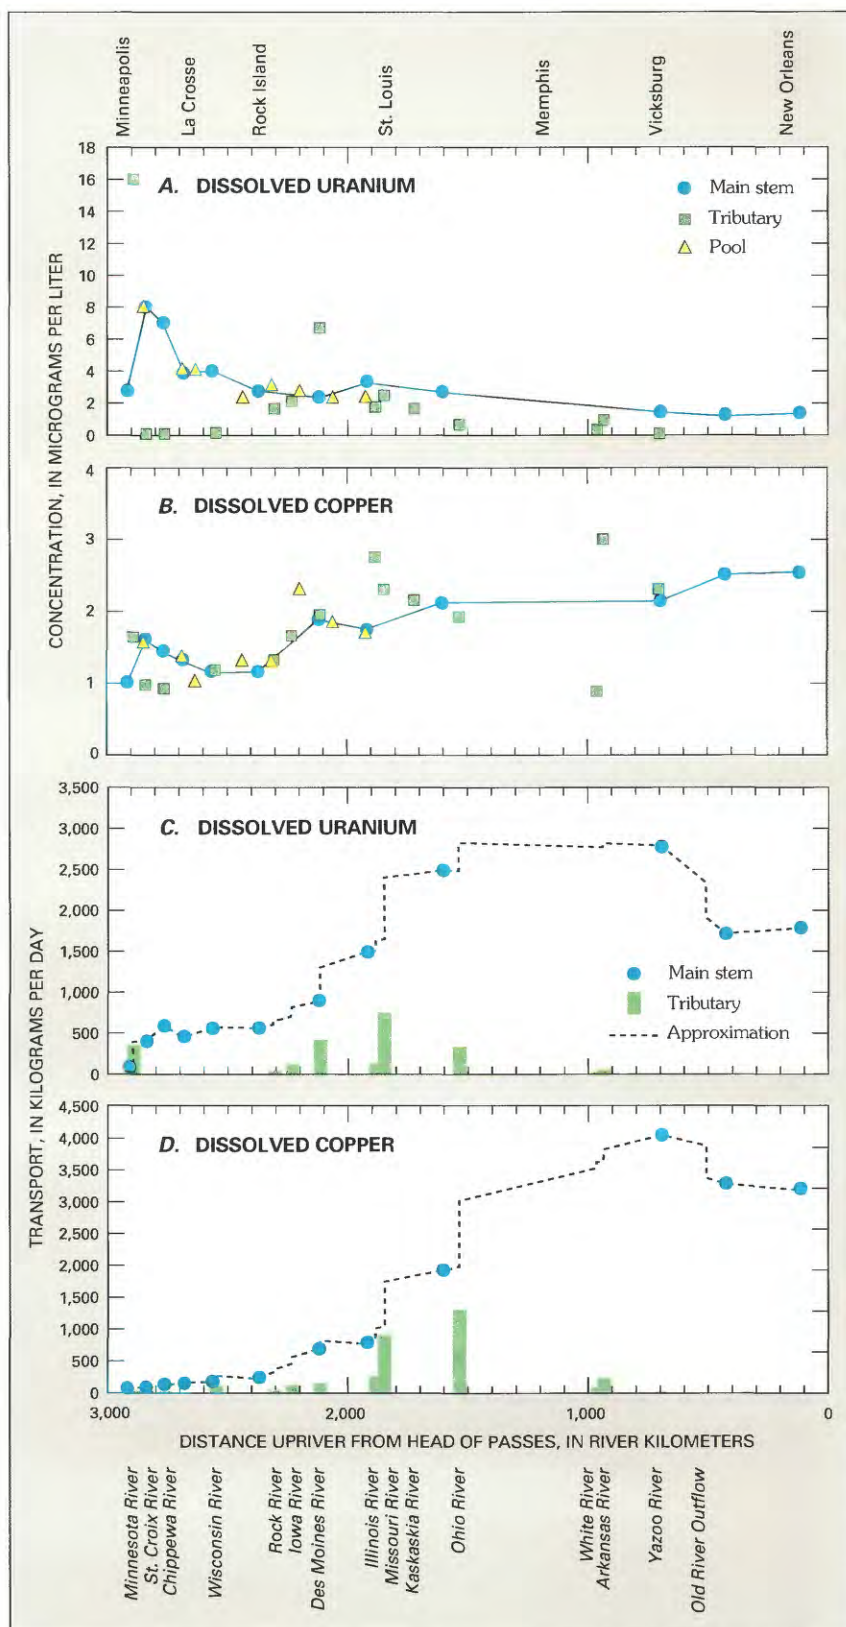 Minneapolis
La Crosse
Rock Island
St. Louis
Memphis
Vicksburg
New Orleans
CONCENTRATION, IN MICROGRAMS PER LITER
A. DISSOLVED URANIUM
Main stem
Tributary
Pool
18
16
14
12
10
8
6
4
2
0
B. DISSOLVED COPPER
4
3
2
1
0
TRANSPORT, IN KILOGRAMS PER DAY
C. DISSOLVED URANIUM
Main stem
Tributary
Approximation
3,500
3,000
2,500
2,000
1,500
1,000
500
0
D. DISSOLVED COPPER
4,500
4,000
3,500
3,000
2,500
2,000
1,500
1,000
500
0
3,000 2,000 1,000 0
DISTANCE UPRIVER FROM HEAD OF PASSES, IN RIVER KILOMETERS
Minnesota River
St. Croix River
Chippewa River
Wisconsin River
Rock River
Iowa River
Des Moines River
Illinois River
Missouri River
Kaskaskia River
Ohio River
White River
Arkansas River
Yazoo River
Old River Outflow